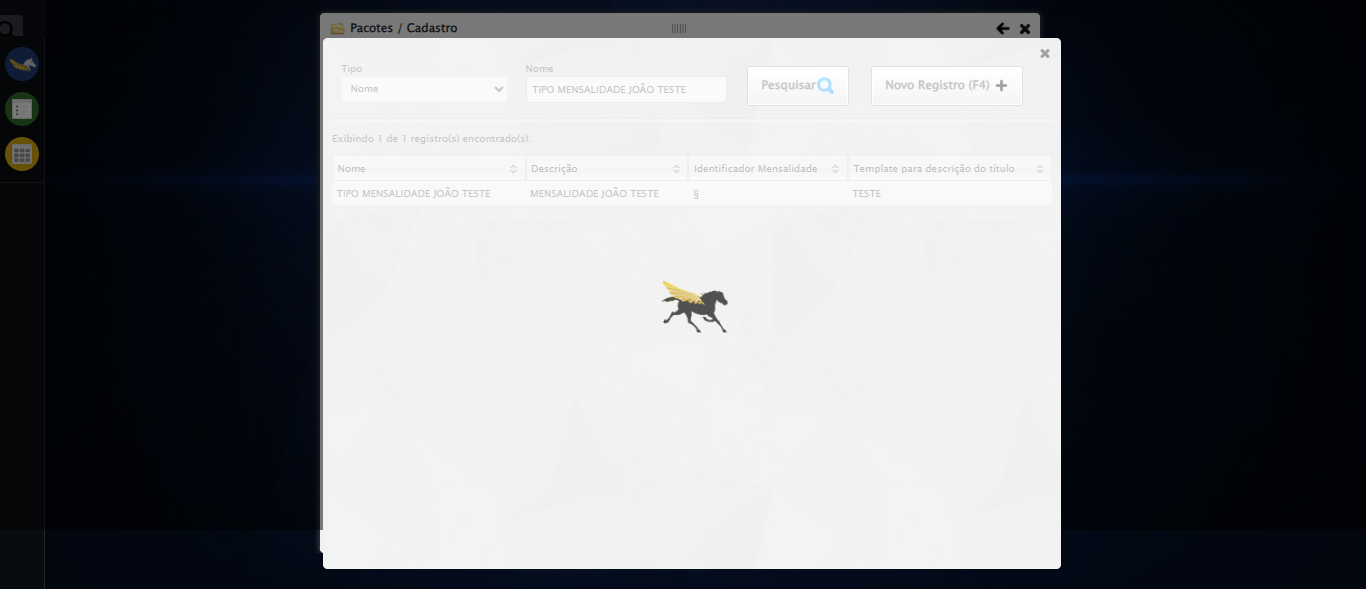 Pacotes / Cadastro
Tipo
Nome
Nome
TIPO MENSALIDADE JOÃO TESTE
Pesquisar
Novo Registro (F4)
Exibindo 1 de 1 registro(s) encontrado(s).
Nome Descrição Identificador Mensalidade Template para descrição do título
TIPO MENSALIDADE JOÃO TESTE MENSALIDADE JOÃO TESTE § TESTE